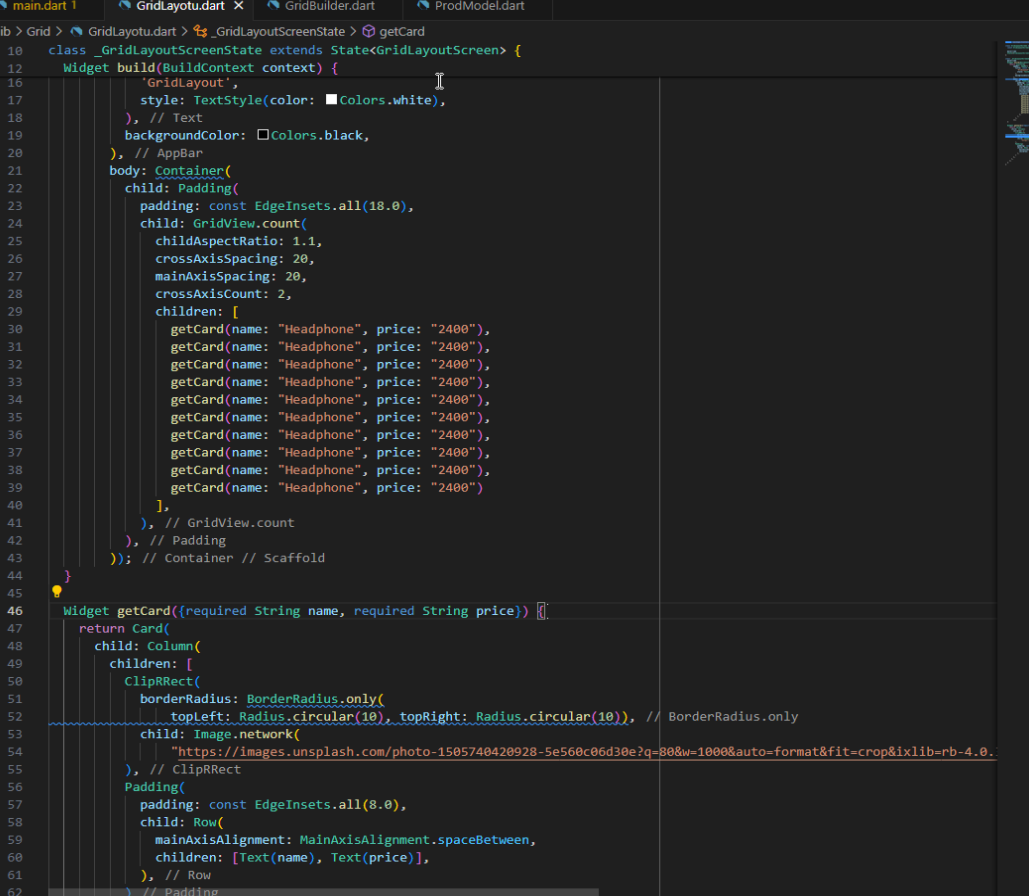 main.dart 1 GridLayotu.dart × GridBuilder.dart ProdModel.dart
ib > Grid > GridLayotu.dart > _GridLayoutScreenState > getCard
10 class _GridLayoutScreenState extends State<GridLayoutScreen> {
12 Widget build(BuildContext context) {
16 'GridLayout',
17 style: TextStyle(color: Colors.white),
18 ), // Text
19 backgroundColor: Colors.black,
20 ), // AppBar
21 body: Container(
22 child: Padding(
23 padding: const EdgeInsets.all(18.0),
24 child: GridView.count(
25 childAspectRatio: 1.1,
26 crossAxisSpacing: 20,
27 mainAxisSpacing: 20,
28 crossAxisCount: 2,
29 children: [
30 getCard(name: "Headphone", price: "2400"),
31 getCard(name: "Headphone", price: "2400"),
32 getCard(name: "Headphone", price: "2400"),
33 getCard(name: "Headphone", price: "2400"),
34 getCard(name: "Headphone", price: "2400"),
35 getCard(name: "Headphone", price: "2400"),
36 getCard(name: "Headphone", price: "2400"),
37 getCard(name: "Headphone", price: "2400"),
38 getCard(name: "Headphone", price: "2400"),
39 getCard(name: "Headphone", price: "2400")
40 ],
41 ), // GridView.count
42 ), // Padding
43 )); // Container // Scaffold
44 }
45
46 Widget getCard({required String name, required String price}) {
47 return Card(
48 child: Column(
49 children: [
50 ClipRRect(
51 borderRadius: BorderRadius.only(
52 topLeft: Radius.circular(10), topRight: Radius.circular(10)), // BorderRadius.only
53 child: Image.network(
54 "https://images.unsplash.com/photo-1505740420928-5e560c06d30e?q=80&w=1000&auto=format&fit=crop&ixlib=rb-4.0.
55 ), // ClipRRect
56 Padding(
57 padding: const EdgeInsets.all(8.0),
58 child: Row(
59 mainAxisAlignment: MainAxisAlignment.spaceBetween,
60 children: [Text(name), Text(price)],
61 ), // Row
62 ) // Padding